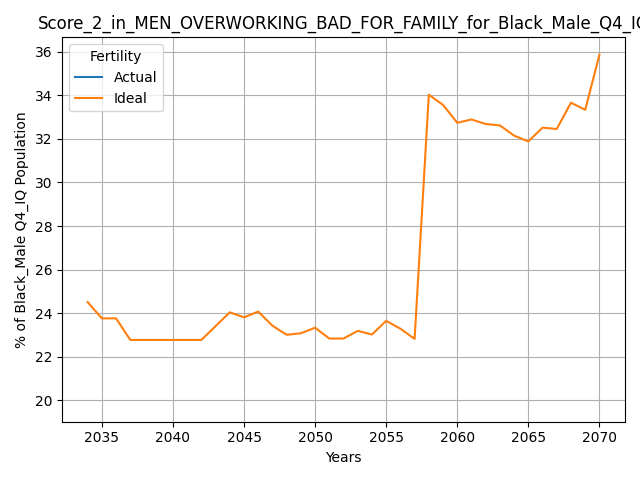 Score_2_in_MEN_OVERWORKING_BAD_FOR_FAMILY_for_Black_Male_Q4_IQ
Fertility
Actual
Ideal
% of Black_Male Q4_IQ Population
36
34
32
30
28
26
24
22
20
2035 2040 2045 2050 2055 2060 2065 2070
Years